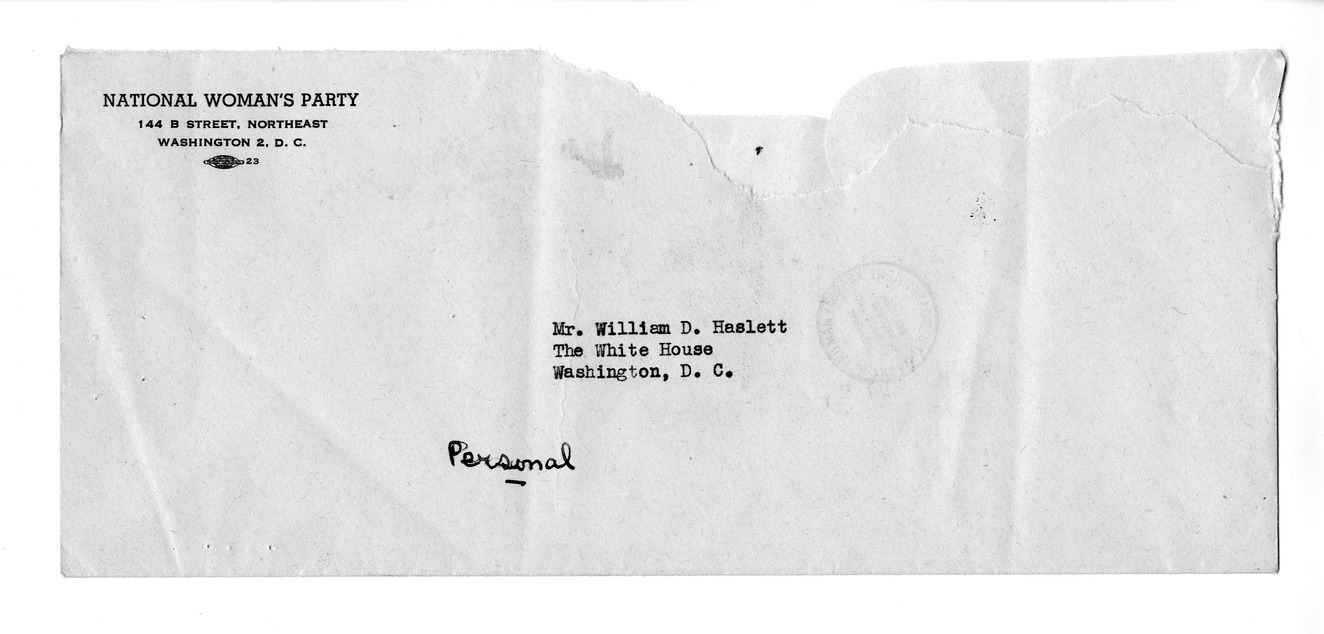 NATIONAL WOMAN'S PARTY
144 B STREET, NORTHEAST
WASHINGTON 2, D. C.
23
Mr. William D. Haslett
The White House
Washington, D. C.
Personal